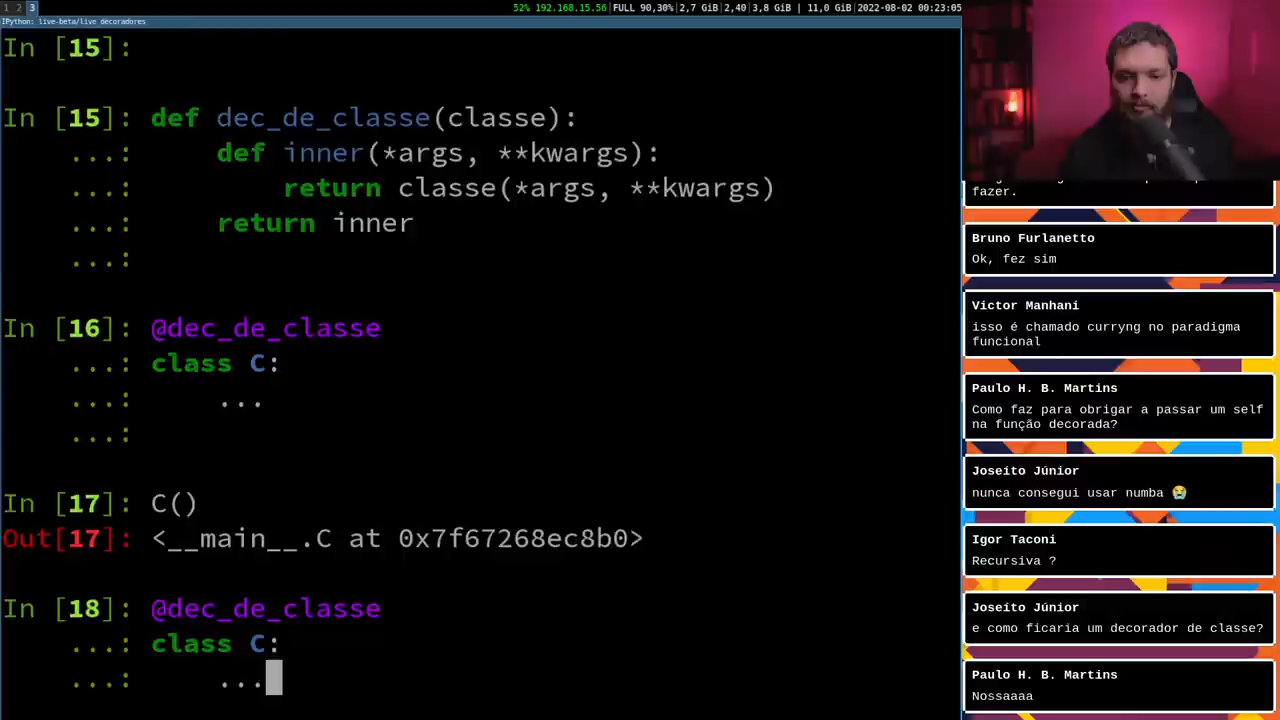 1 2 3
52% 192.168.15.56|FULL 90,30%|2,7 GiB|2,40|3,8 GiB | 11,0 GiB|2022-08-02 00:23:05
IPython: live-beta/live decoradores
In [15]:
In [15]: def dec_de_classe(classe):
...: def inner(*args, **kwargs):
...: return classe(*args, **kwargs)
...: return inner
...:
In [16]: @dec_de_classe
...: class C:
...: ...
...:
In [17]: C()
Out[17]: <__main__.C at 0x7f67268ec8b0>
In [18]: @dec_de_classe
...: class C:
...: ...
fazer.
Bruno Furlanetto
Ok, fez sim
Victor Manhani
isso é chamado curryng no paradigma
funcional
Paulo H. B. Martins
Como faz para obrigar a passar um self
na função decorada?
Joseito Júnior
nunca consegui usar numba 😭
Igor Taconi
Recursiva ?
Joseito Júnior
e como ficaria um decorador de classe?
Paulo H. B. Martins
Nossaaaa